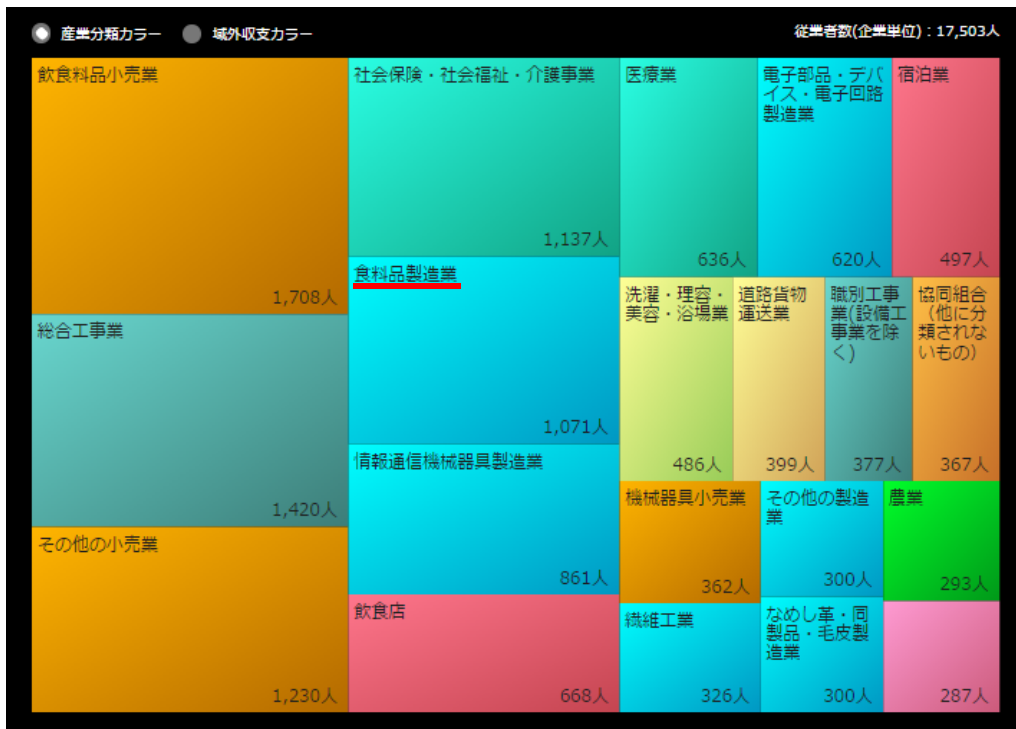 産業分類カラー 域外収支カラー 従業者数(企業単位)：17,503人
飲食料品小売業
1,708人
総合工事業
1,420人
その他の小売業
1,230人
社会保険・社会福祉・介護事業
1,137人
食料品製造業
1,071人
情報通信機械器具製造業
861人
飲食店
668人
医療業
636人
電子部品・デバ
イス・電子回路
製造業
620人
宿泊業
497人
洗濯・理容・
美容・浴場業
486人
道路貨物
運送業
399人
職別工事
業(設備工
事業を除
く)
377人
協同組合
（他に分
類されな
いもの）
367人
機械器具小売業
362人
その他の製造
業
300人
農業
293人
繊維工業
326人
なめし革・同
製品・毛皮製
造業
300人
287人